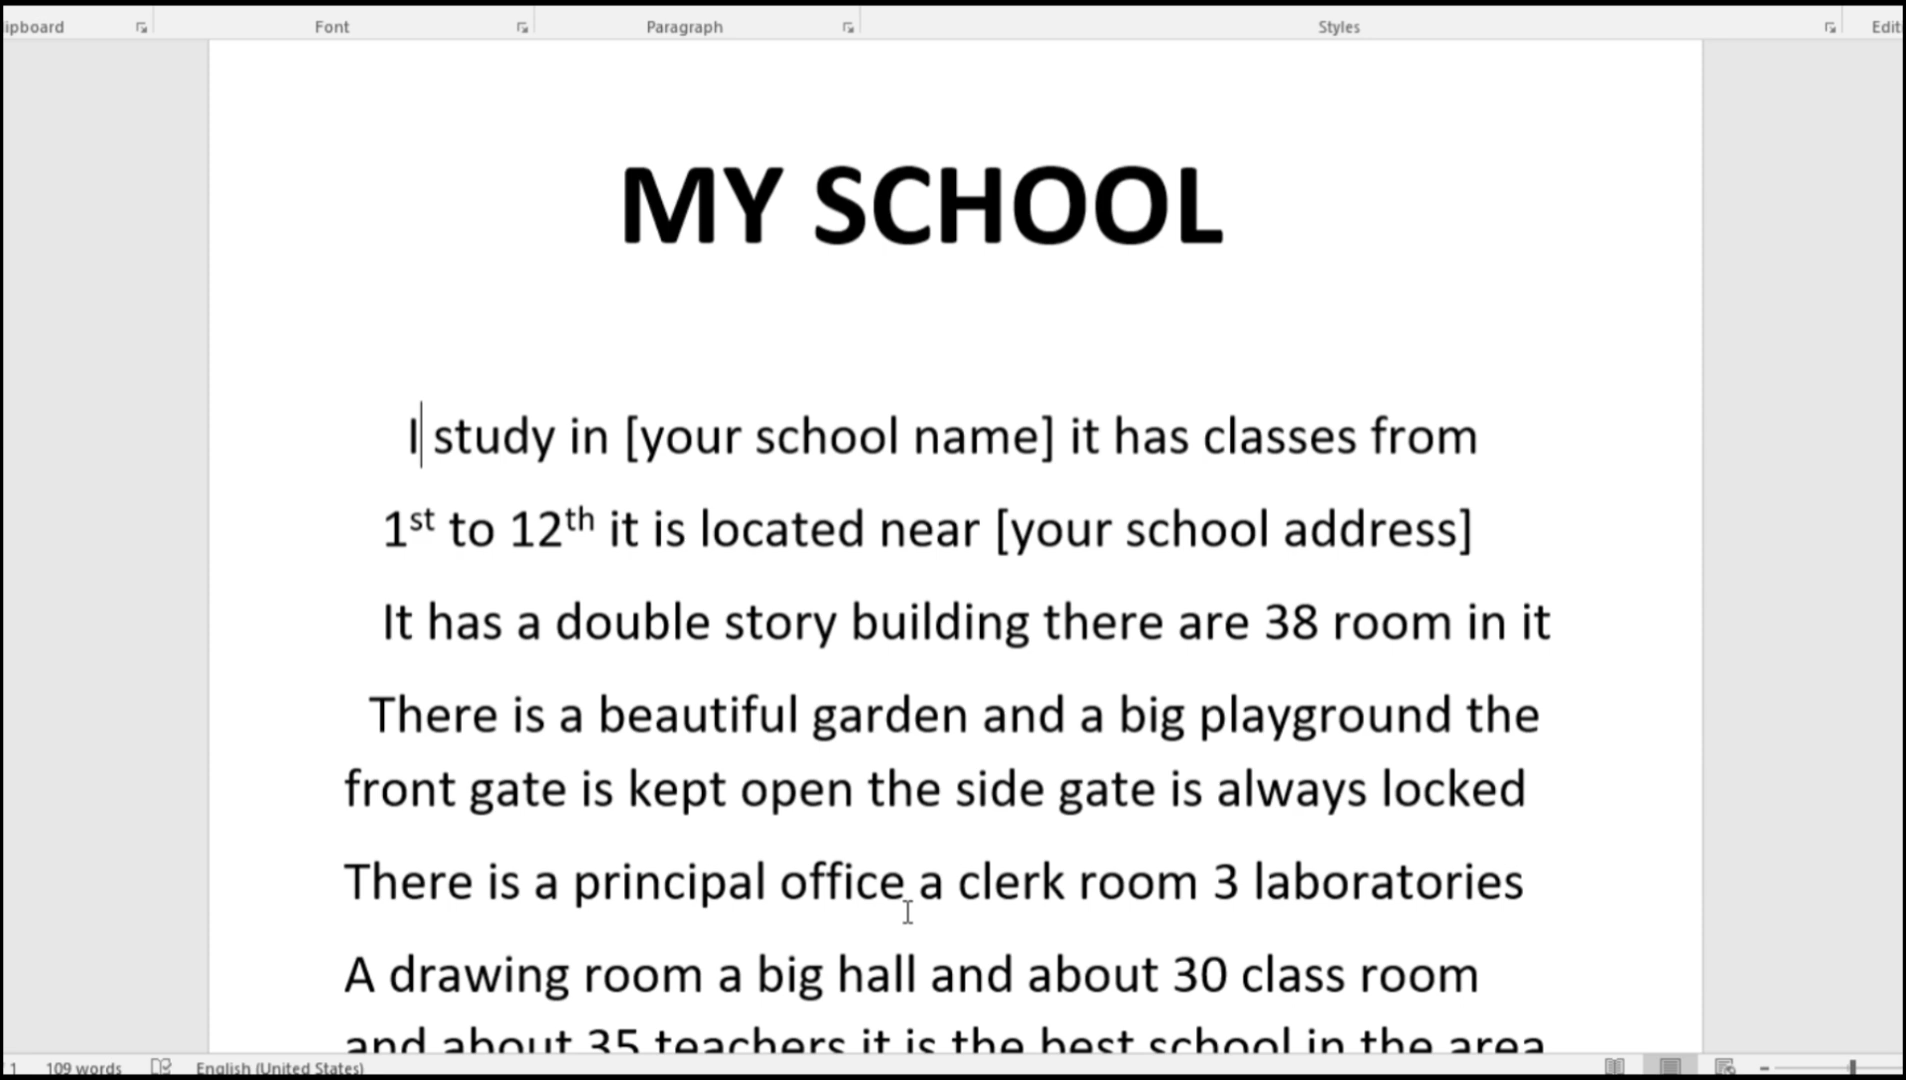 ipboard Font Paragraph Styles Edit
MY SCHOOL
I study in [your school name] it has classes from
1st to 12th it is located near [your school address]
It has a double story building there are 38 room in it
There is a beautiful garden and a big playground the
front gate is kept open the side gate is always locked
There is a principal office a clerk room 3 laboratories
A drawing room a big hall and about 30 class room
and about 35 teachers it is the best school in the area
1 109 words English (United States)